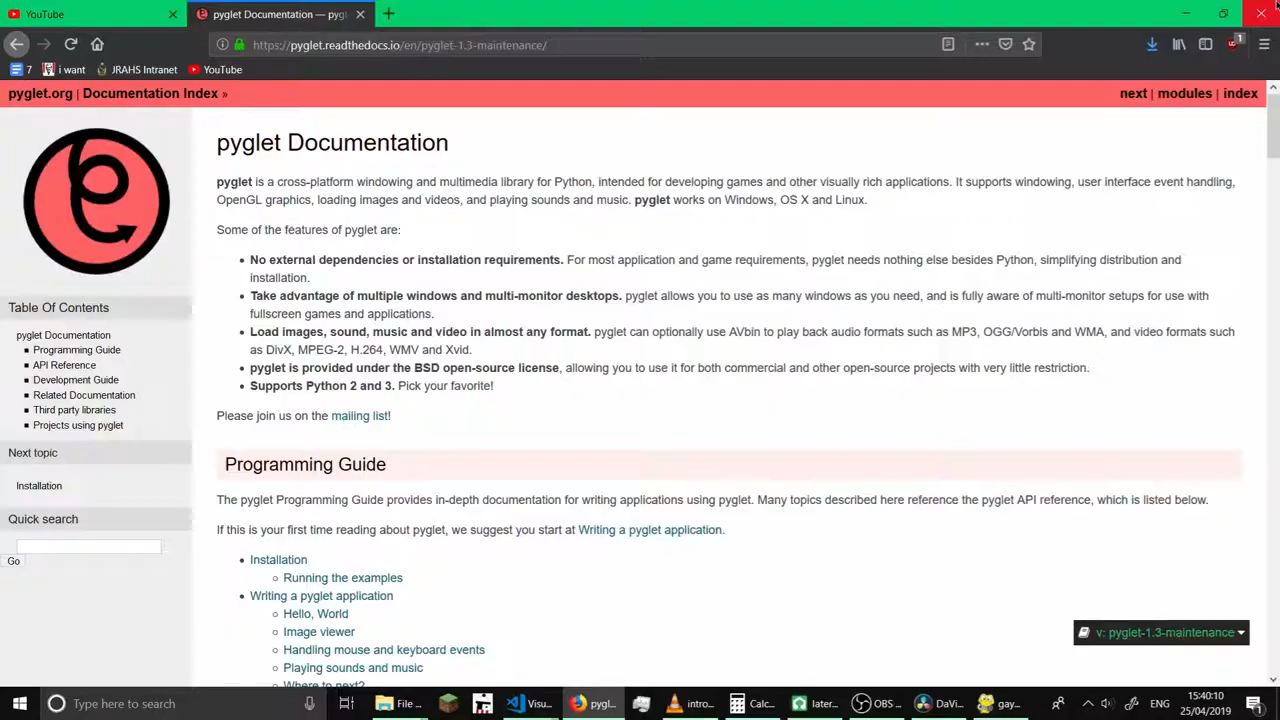 YouTube
pyglet Documentation — pygl
https://pyglet.readthedocs.io/en/pyglet-1.3-maintenance/
1
7
i want
JRAHS Intranet
YouTube
pyglet.org | Documentation Index »
next | modules | index
pyglet Documentation
pyglet is a cross-platform windowing and multimedia library for Python, intended for developing games and other visually rich applications. It supports windowing, user interface event handling,
OpenGL graphics, loading images and videos, and playing sounds and music. pyglet works on Windows, OS X and Linux.
Some of the features of pyglet are:
No external dependencies or installation requirements. For most application and game requirements, pyglet needs nothing else besides Python, simplifying distribution and
installation.
Take advantage of multiple windows and multi-monitor desktops. pyglet allows you to use as many windows as you need, and is fully aware of multi-monitor setups for use with
fullscreen games and applications.
Load images, sound, music and video in almost any format. pyglet can optionally use AVbin to play back audio formats such as MP3, OGG/Vorbis and WMA, and video formats such
as DivX, MPEG-2, H.264, WMV and Xvid.
pyglet is provided under the BSD open-source license, allowing you to use it for both commercial and other open-source projects with very little restriction.
Supports Python 2 and 3. Pick your favorite!
Please join us on the mailing list!
Table Of Contents
pyglet Documentation
Programming Guide
API Reference
Development Guide
Related Documentation
Third party libraries
Projects using pyglet
Next topic
Installation
Quick search
Go
Programming Guide
The pyglet Programming Guide provides in-depth documentation for writing applications using pyglet. Many topics described here reference the pyglet API reference, which is listed below.
If this is your first time reading about pyglet, we suggest you start at Writing a pyglet application.
Installation
Running the examples
Writing a pyglet application
Hello, World
Image viewer
Handling mouse and keyboard events
Playing sounds and music
Where to next?
v: pyglet-1.3-maintenance
Type here to search
File ...
Visu...
pygl...
intro...
Calc...
later...
OBS ...
DaVi...
gay...
ENG
15:40:10
25/04/2019
1